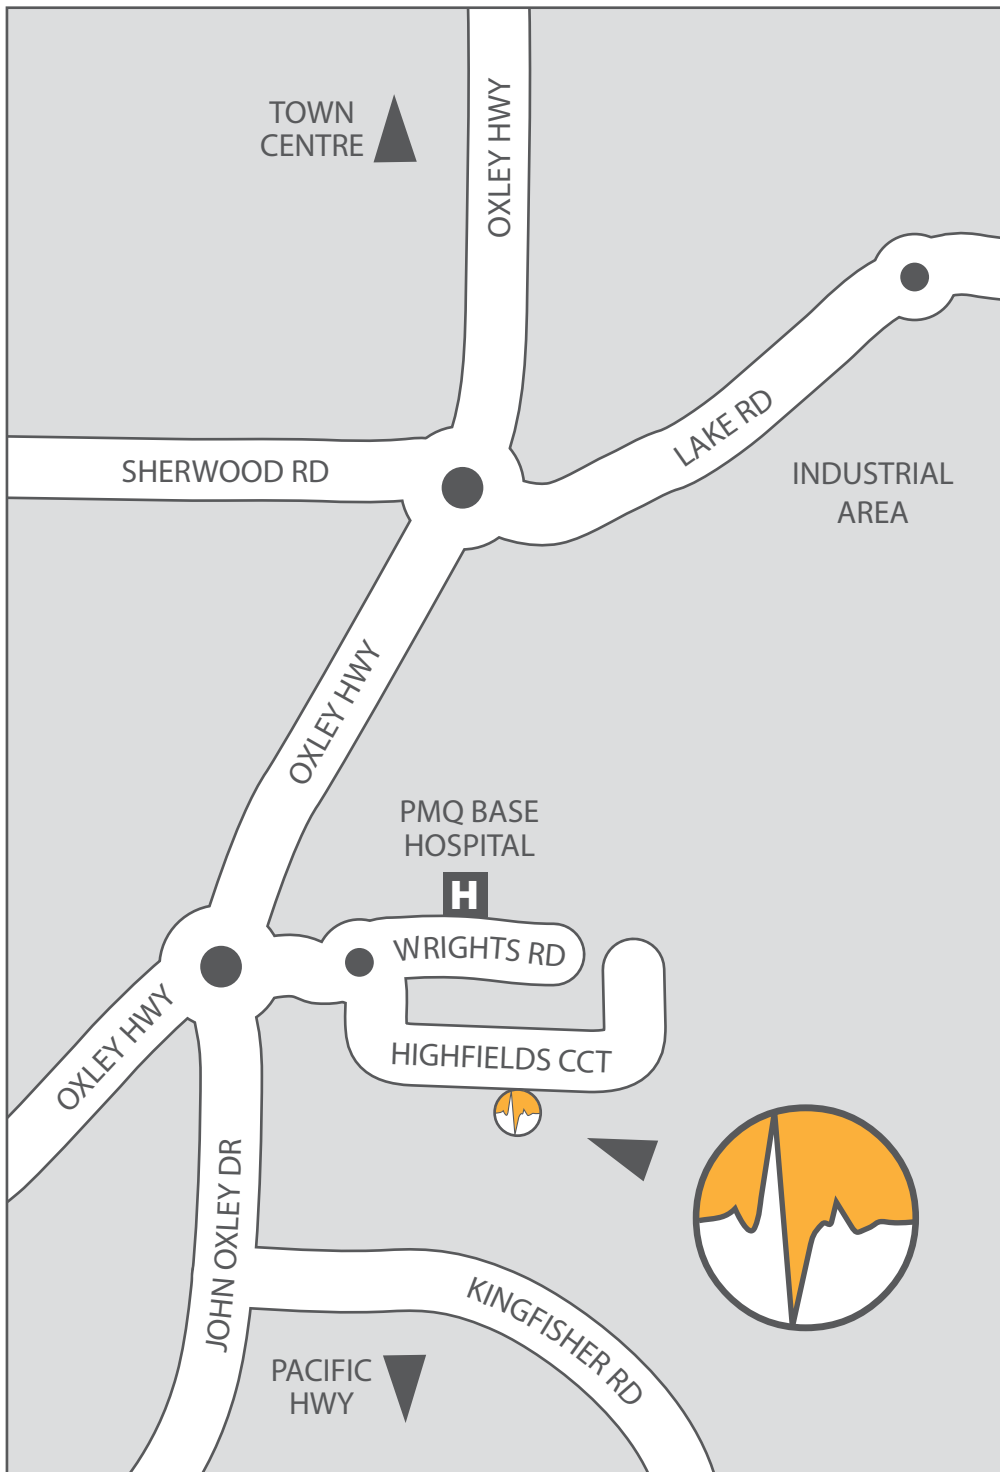 TOWN
CENTRE
OXLEY HWY
LAKE RD
SHERWOOD RD
INDUSTRIAL
AREA
OXLEY HWY
PMQ BASE
HOSPITAL
H
WRIGHTS RD
OXLEY HWY
HIGHFIELDS CCT
JOHN OXLEY DR
KINGFISHER RD
PACIFIC
HWY